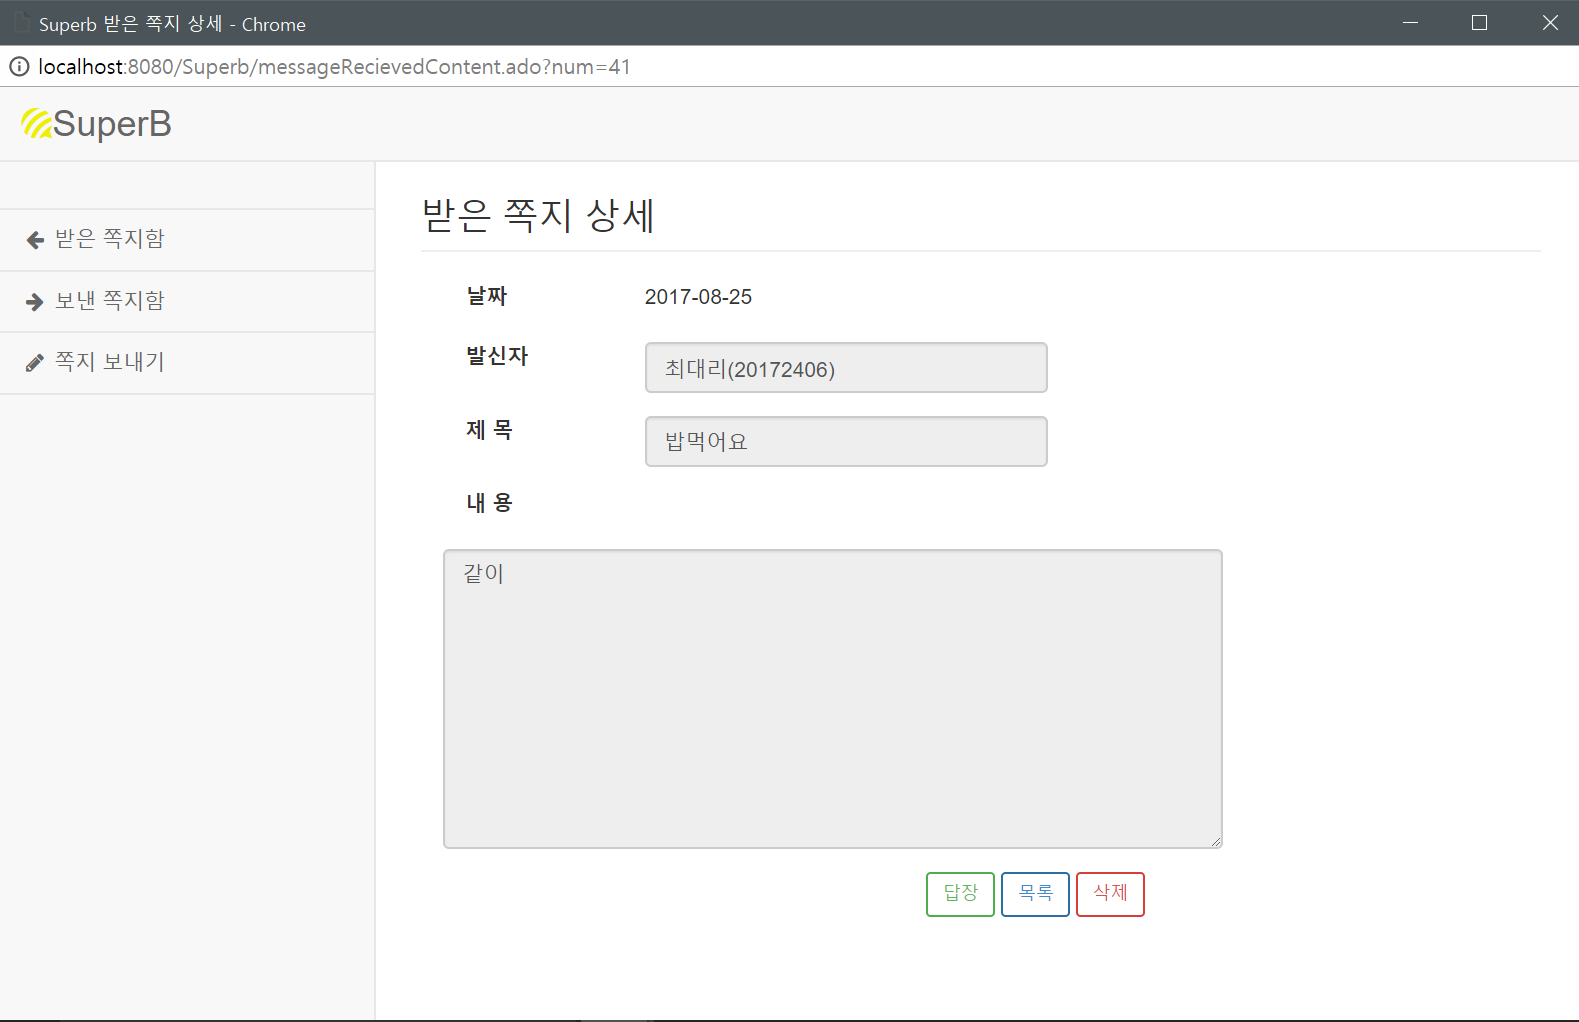 Superb 받은 쪽지 상세 - Chrome
localhost:8080/Superb/messageRecievedContent.ado?num=41
SuperB
받은 쪽지함
보낸 쪽지함
쪽지 보내기
받은 쪽지 상세
날짜 2017-08-25
발신자 최대리(20172406)
제 목 밥먹어요
내 용
같이
답장 목록 삭제